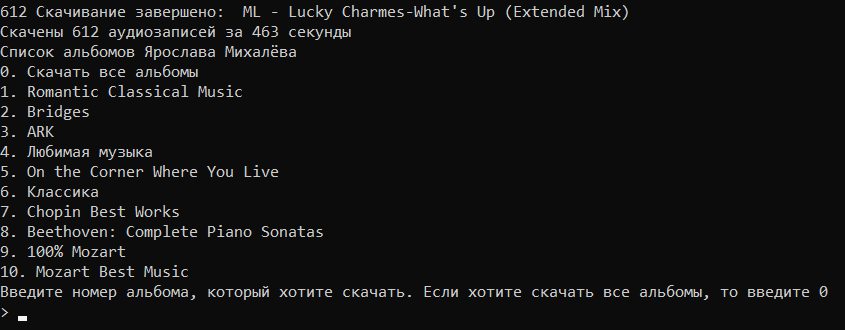 612 Скачивание завершено:  ML - Lucky Charmes-What's Up (Extended Mix)
Скачены 612 аудиозаписей за 463 секунды
Список альбомов Ярослава Михалёва
0. Скачать все альбомы
1. Romantic Classical Music
2. Bridges
3. ARK
4. Любимая музыка
5. On the Corner Where You Live
6. Классика
7. Chopin Best Works
8. Beethoven: Complete Piano Sonatas
9. 100% Mozart
10. Mozart Best Music
Введите номер альбома, который хотите скачать. Если хотите скачать все альбомы, то введите 0
>